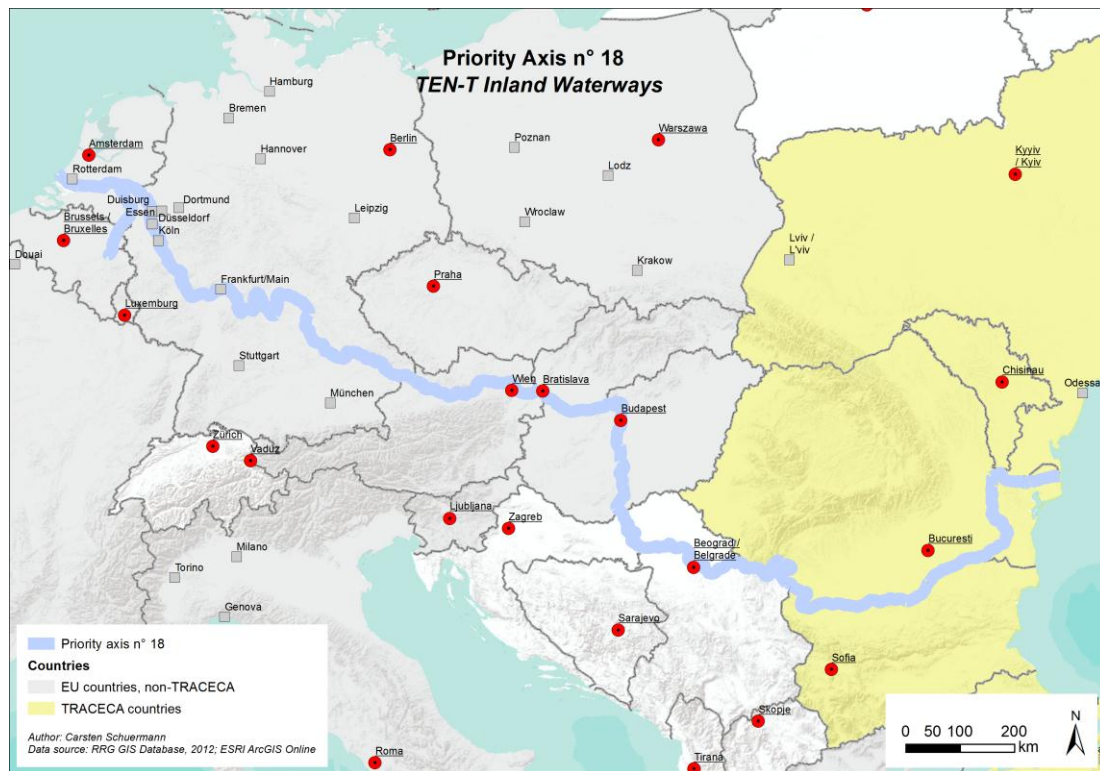 Priority Axis n° 18
TEN-T Inland Waterways
Hamburg
Bremen
Amsterdam
Berlin
Poznan
Warszawa
Hannover
Rotterdam
Lodz
Kyyiv
/ Kyiv
Duisburg
Dortmund
Essen
Düsseldorf
Leipzig
Wroclaw
Brussels /
Bruxelles
Köln
Douai
Lviv /
L'viv
Krakow
Frankfurt/Main
Praha
Luxemburg
Stuttgart
Chisinau
Odessa
Wien
Bratislava
München
Budapest
Zürich
Vaduz
Ljubljana
Zagreb
Milano
Torino
Beograd /
Belgrade
Bucuresti
Genova
Sarajevo
Sofia
Skopje
Tirana
Roma
Priority axis n° 18
Countries
EU countries, non-TRACECA
TRACECA countries
Author: Carsten Schuermann
Data source: RRG GIS Database, 2012; ESRI ArcGIS Online
0 50 100 200
km
N